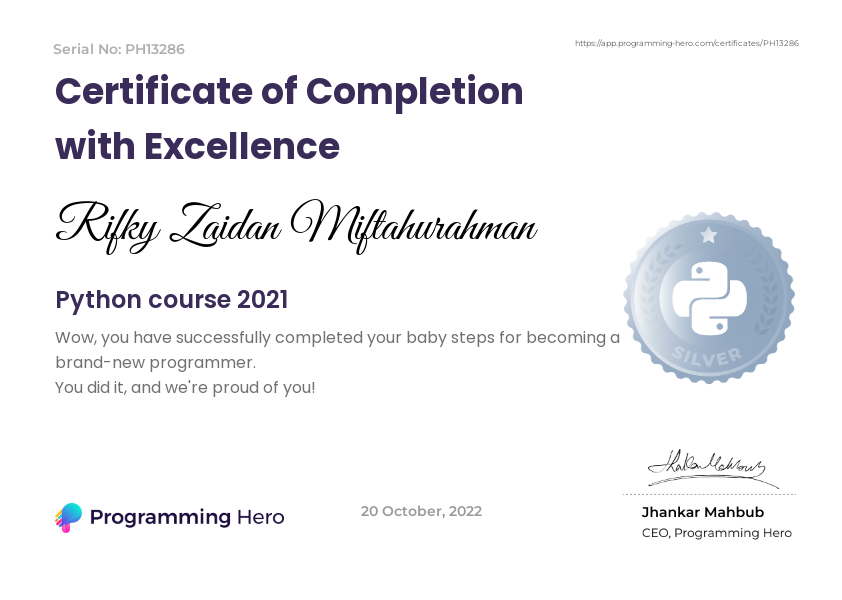 Serial No: PH13286
https://app.programming-hero.com/certificates/PH13286
Certificate of Completion
with Excellence
Rifky Zaidan Miftahurahman
Python course 2021
Wow, you have successfully completed your baby steps for becoming a
brand-new programmer.
You did it, and we're proud of you!
SILVER
Jhankar Mahbub
Programming Hero
20 October, 2022
Jhankar Mahbub
CEO, Programming Hero